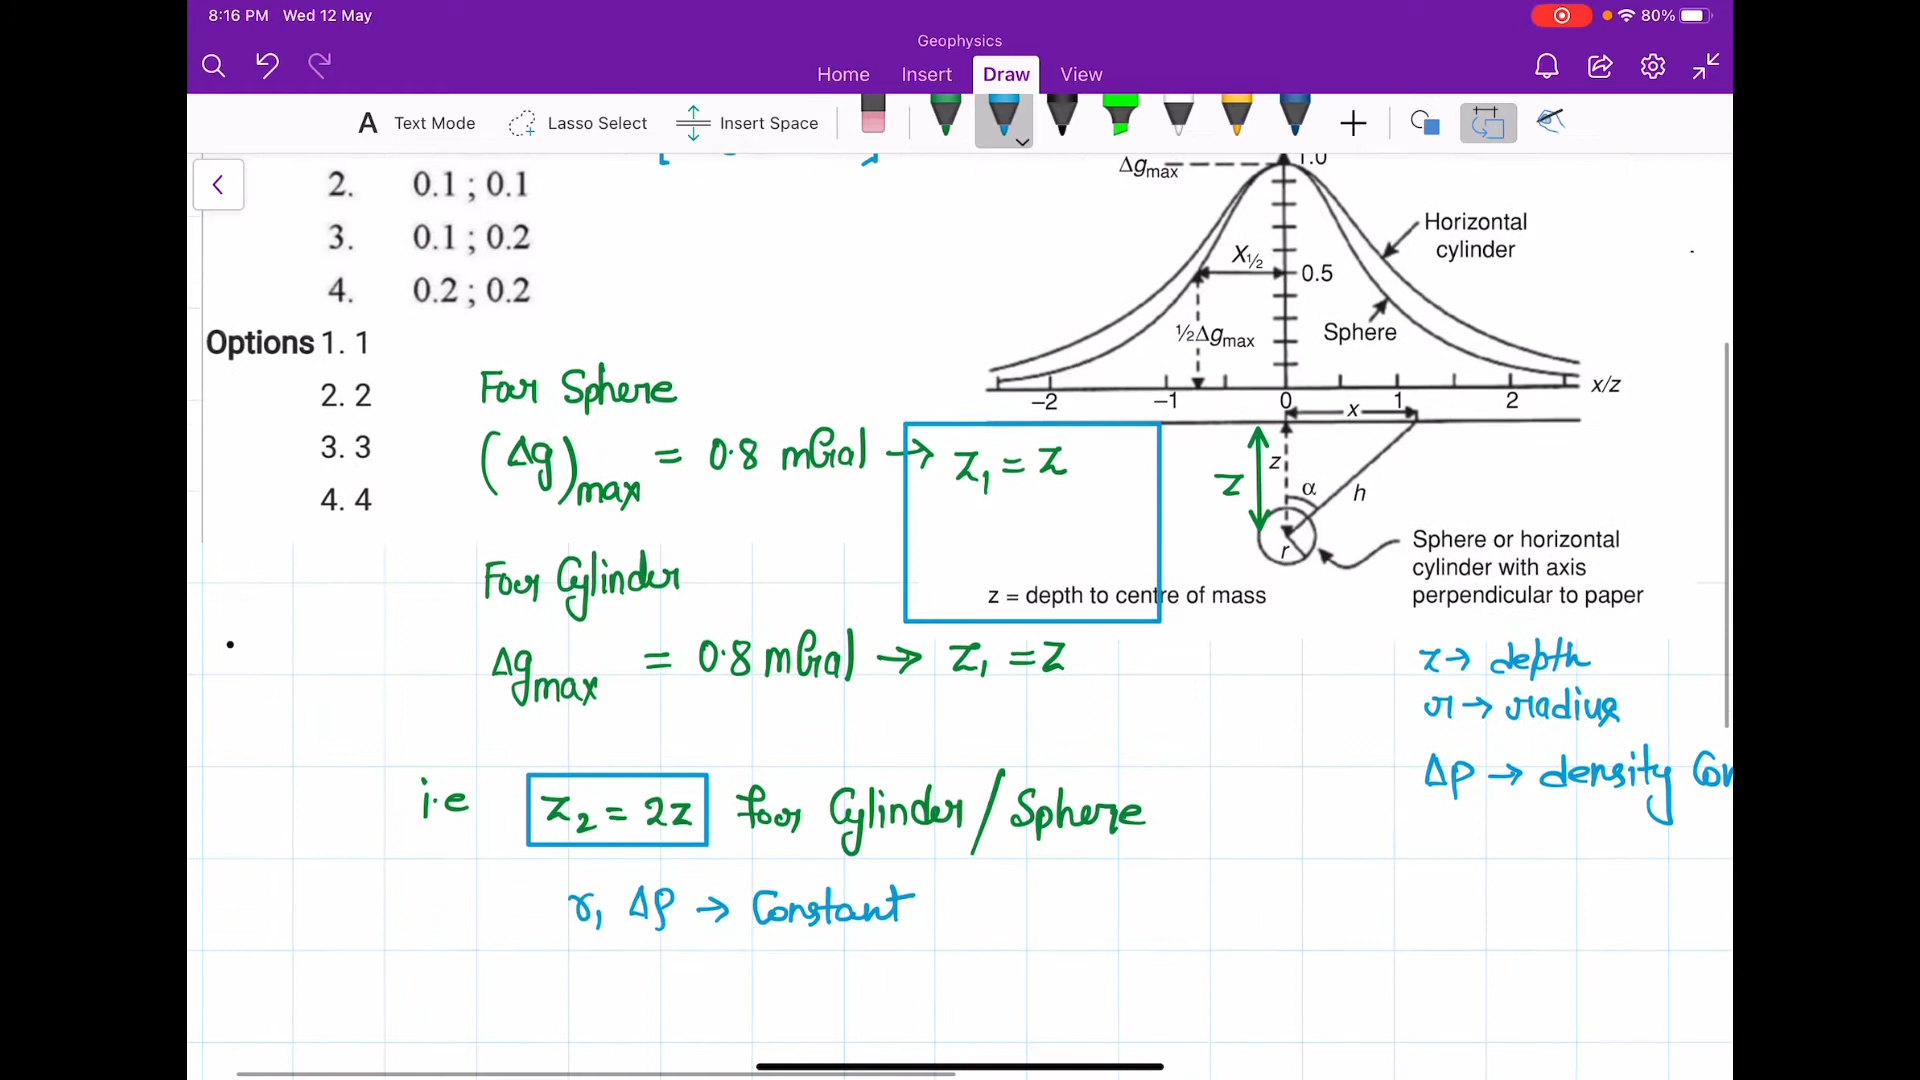 8:16 PM Wed 12 May
80%
Geophysics
Home Insert Draw View
A Text Mode Lasso Select Insert Space
2. 0.1 ; 0.1
3. 0.1 ; 0.2
4. 0.2 ; 0.2
Options 1. 1
2. 2
3. 3
4. 4
Δgmax 1.0
Horizontal
cylinder
X½ 0.5
½Δgmax
Sphere
−2 −1 0 1 2 x/z
x
z
z α h
r
Sphere or horizontal
cylinder with axis
perpendicular to paper
z = depth to centre of mass
For Sphere
(Δg)max = 0.8 mGal → z₁ = z
For Cylinder
Δgmax = 0.8 mGal → z₁ = z
i.e z₂ = 2z for Cylinder / Sphere
r, Δρ → Constant
z → depth
r → radius
Δρ → density Con